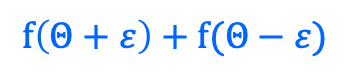 f(Θ + ε) + f(Θ − ε)